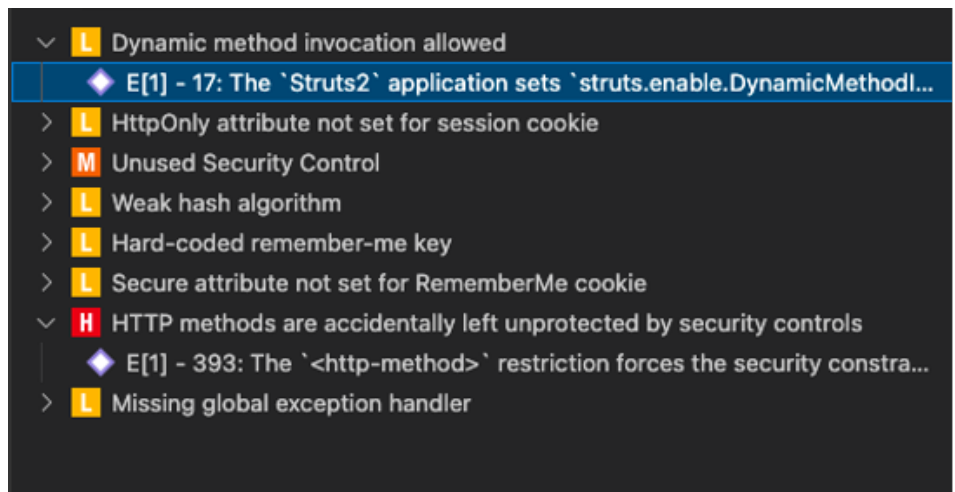 L Dynamic method invocation allowed
E[1] - 17: The `Struts2` application sets `struts.enable.DynamicMethodI...
L HttpOnly attribute not set for session cookie
M Unused Security Control
L Weak hash algorithm
L Hard-coded remember-me key
L Secure attribute not set for RememberMe cookie
H HTTP methods are accidentally left unprotected by security controls
E[1] - 393: The `<http-method>` restriction forces the security constra...
L Missing global exception handler